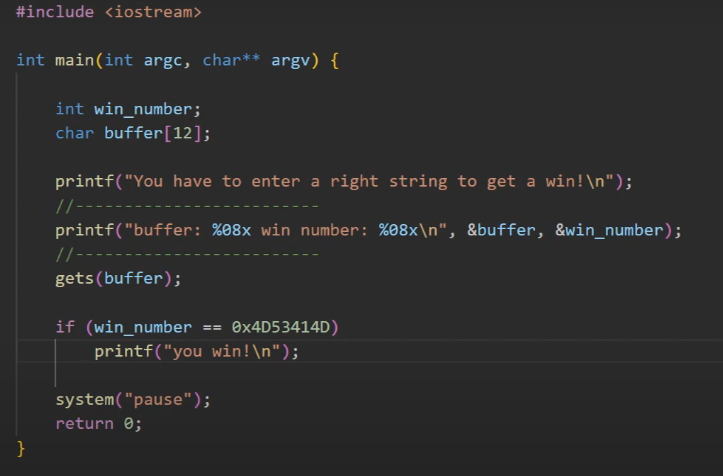 #include <iostream>
int main(int argc, char** argv) {
int win_number;
char buffer[12];
printf("You have to enter a right string to get a win!\n");
//-------------------------
printf("buffer: %08x win number: %08x\n", &buffer, &win_number);
//-------------------------
gets(buffer);
if (win_number == 0x4D53414D)
printf("you win!\n");
system("pause");
return 0;
}